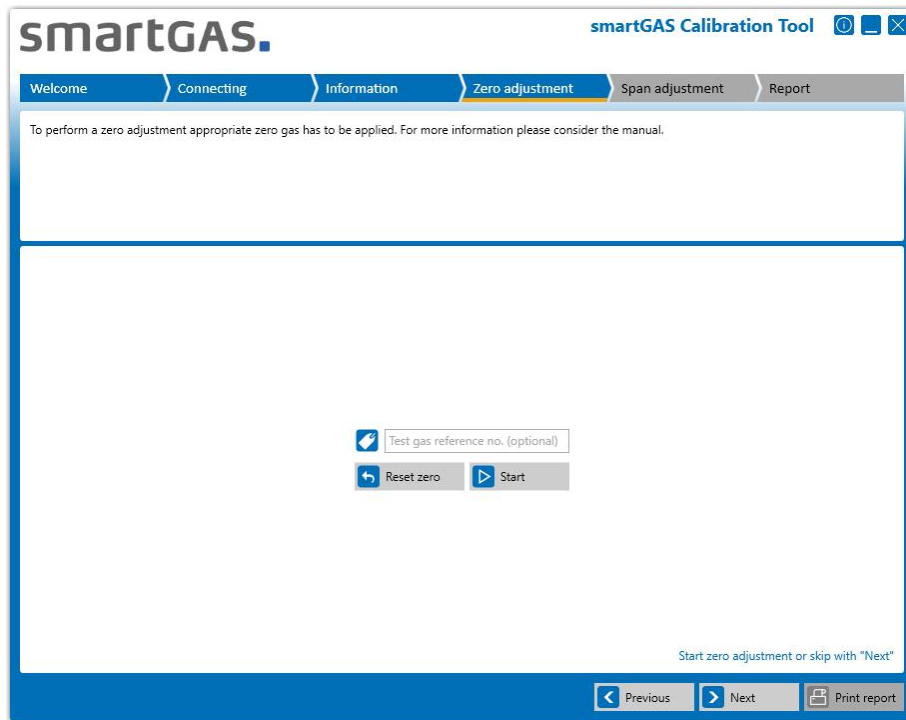 smartGAS
smartGAS Calibration Tool
Welcome
Connecting
Information
Zero adjustment
Span adjustment
Report
To perform a zero adjustment appropriate zero gas has to be applied. For more information please consider the manual.
Test gas reference no. (optional)
Reset zero
Start
Start zero adjustment or skip with "Next"
Previous
Next
Print report